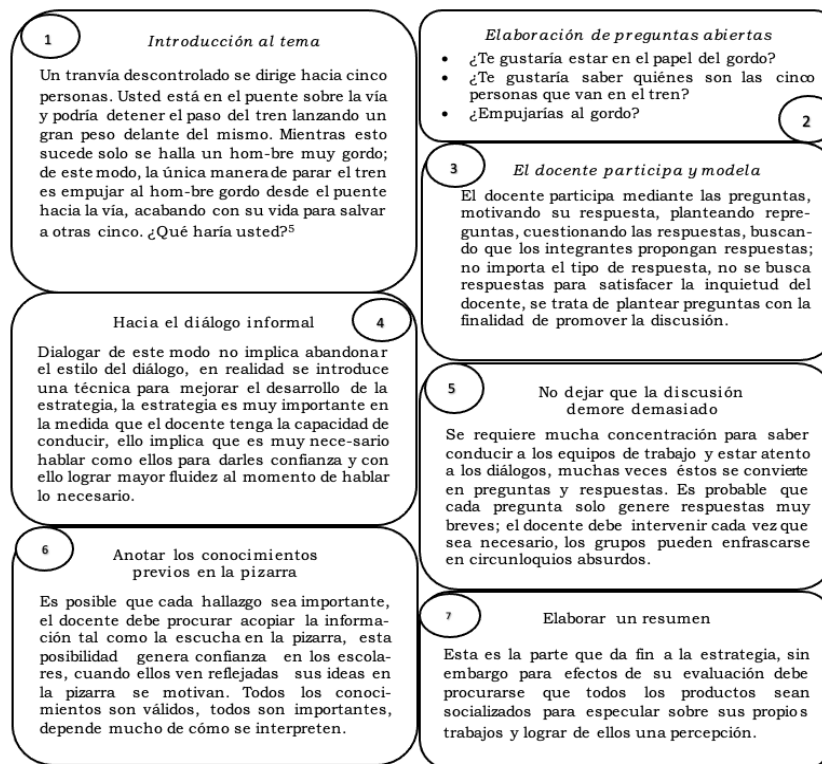 1
Introducción al tema
Un tranvía descontrolado se dirige hacia cinco
personas. Usted está en el puente sobre la vía
y podría detener el paso del tren lanzando un
gran peso delante del mismo. Mientras esto
sucede solo se halla un hom-bre muy gordo;
de este modo, la única manera de parar el tren
es empujar al hom-bre gordo desde el puente
hacia la vía, acabando con su vida para salvar
a otras cinco. ¿Qué haría usted?⁵
Elaboración de preguntas abiertas
• ¿Te gustaría estar en el papel del gordo?
• ¿Te gustaría saber quiénes son las cinco
personas que van en el tren?
• ¿Empujarías al gordo?
2
3
El docente participa y modela
El docente participa mediante las preguntas,
motivando su respuesta, planteando repre-
guntas, cuestionando las respuestas, buscan-
do que los integrantes propongan respuestas;
no importa el tipo de respuesta, no se busca
respuestas para satisfacer la inquietud del
docente, se trata de plantear preguntas con la
finalidad de promover la discusión.
Hacia el diálogo informal
4
Dialogar de este modo no implica abandonar
el estilo del diálogo, en realidad se introduce
una técnica para mejorar el desarrollo de la
estrategia, la estrategia es muy importante en
la medida que el docente tenga la capacidad de
conducir, ello implica que es muy nece-sario
hablar como ellos para darles confianza y con
ello lograr mayor fluidez al momento de hablar
lo necesario.
5
No dejar que la discusión
demore demasiado
Se requiere mucha concentración para saber
conducir a los equipos de trabajo y estar atento
a los diálogos, muchas veces éstos se convierte
en preguntas y respuestas. Es probable que
cada pregunta solo genere respuestas muy
breves; el docente debe intervenir cada vez que
sea necesario, los grupos pueden enfrascarse
en circunloquios absurdos.
6
Anotar los conocimientos
previos en la pizarra
Es posible que cada hallazgo sea importante,
el docente debe procurar acopiar la informa-
ción tal como la escucha en la pizarra, esta
posibilidad genera confianza en los escola-
res, cuando ellos ven reflejadas sus ideas en
la pizarra se motivan. Todos los conoci-
mientos son válidos, todos son importantes,
depende mucho de cómo se interpreten.
7
Elaborar un resumen
Esta es la parte que da fin a la estrategia, sin
embargo para efectos de su evaluación debe
procurarse que todos los productos sean
socializados para especular sobre sus propios
trabajos y lograr de ellos una percepción.